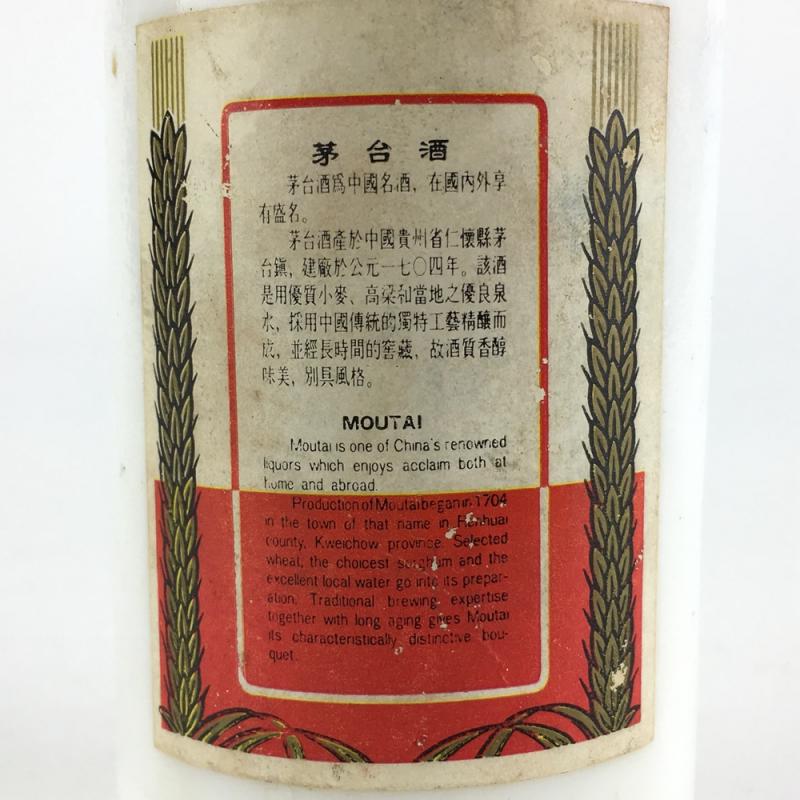 茅台酒
茅台酒爲中國名酒，在國內外享
有盛名。
茅台酒產於中國貴州省仁懷縣茅
台鎭，建廠於公元一七〇四年。該酒
是用優質小麥、高梁和當地之優良泉
水，採用中國傳統的獨特工藝精釀而
成，並經長時間的窖藏，故酒質香醇
味美，別具風格。
MOUTAI
Moutai is one of China's renowned
liquors which enjoys acclaim both at
home and abroad.
Production of Moutai began in 1704
in the town of that name in Renhuai
county, Kweichow province. Selected
wheat, the choicest sorghum and the
excellent local water go into its prepar-
ation. Traditional brewing expertise
together with long aging gives Moutai
its characteristically distinctive bou-
quet.